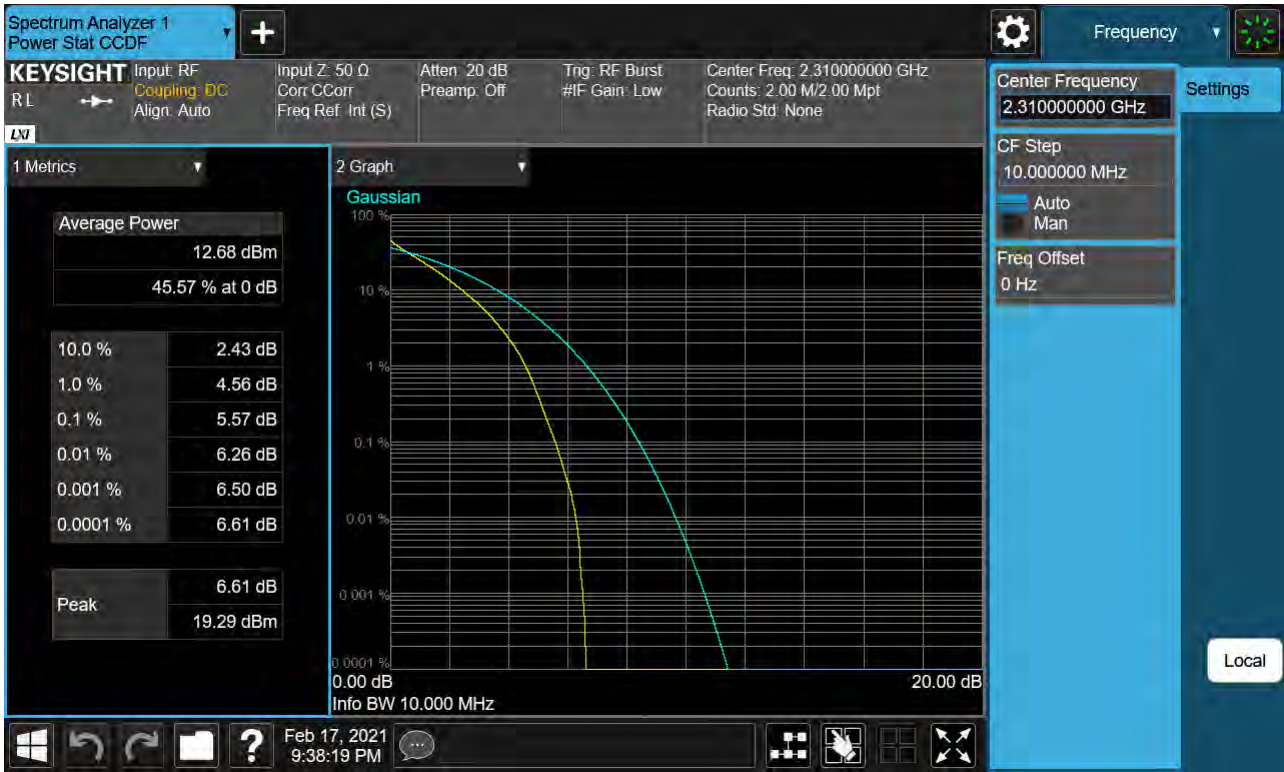 Spectrum Analyzer 1
Power Stat CCDF
Frequency
KEYSIGHT
RL
LXI
Input: RF
Coupling: DC
Align: Auto
Input Z: 50 Ω
Corr CCorr
Freq Ref: Int (S)
Atten: 20 dB
Preamp: Off
Trig: RF Burst
#IF Gain: Low
Center Freq: 2.310000000 GHz
Counts: 2.00 M/2.00 Mpt
Radio Std: None
Center Frequency
2.310000000 GHz
Settings
CF Step
10.000000 MHz
Auto
Man
Freq Offset
0 Hz
1 Metrics
Average Power
12.68 dBm
45.57 % at 0 dB
10.0 % 2.43 dB
1.0 % 4.56 dB
0.1 % 5.57 dB
0.01 % 6.26 dB
0.001 % 6.50 dB
0.0001 % 6.61 dB
Peak 6.61 dB
19.29 dBm
2 Graph
Gaussian
100 %
10 %
1 %
0.1 %
0.01 %
0.001 %
0.0001 %
0.00 dB 20.00 dB
Info BW 10.000 MHz
Local
?
Feb 17, 2021
9:38:19 PM